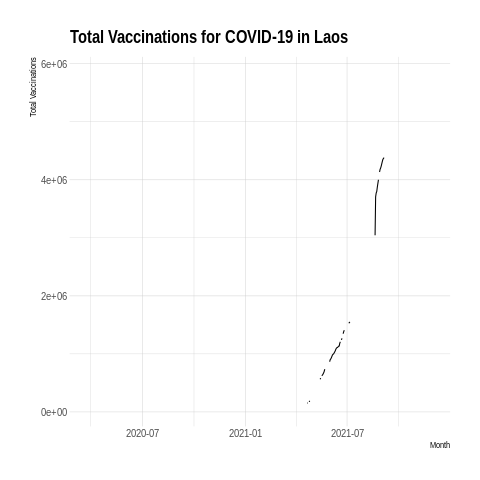 Total Vaccinations for COVID-19 in Laos
Total Vaccinations
6e+06
4e+06
2e+06
0e+00
2020-07
2021-01
2021-07
Month